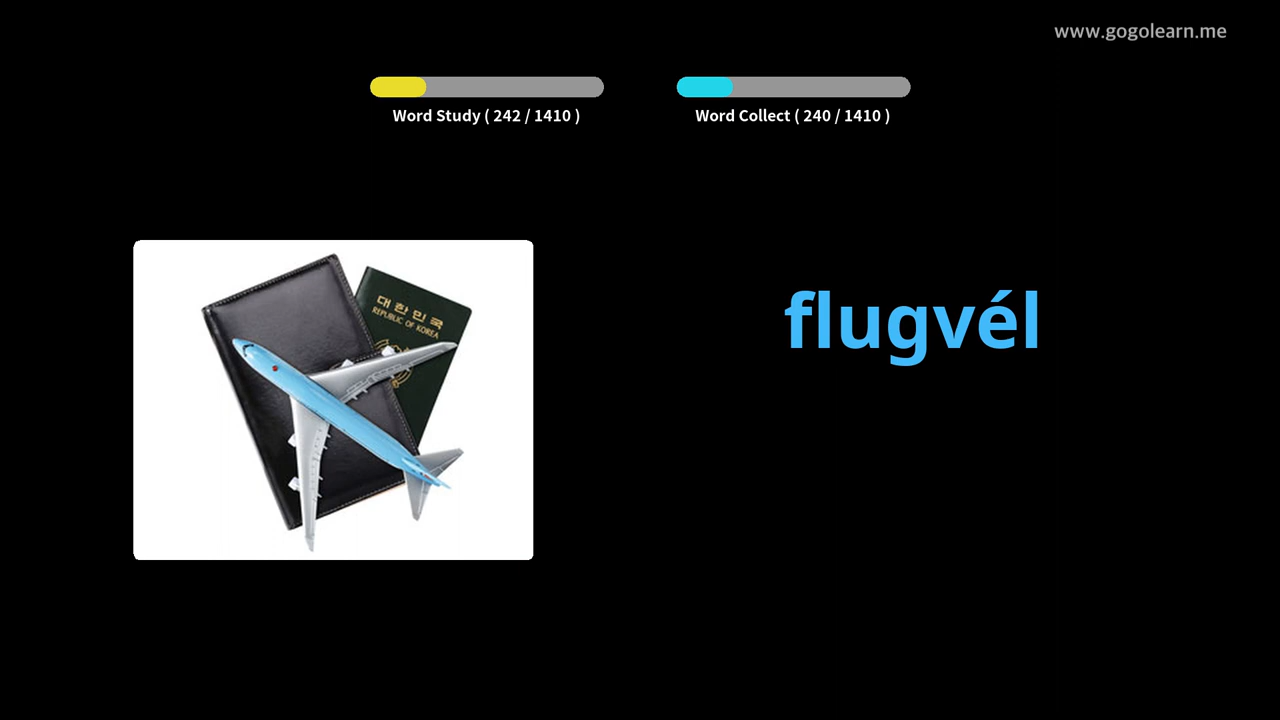 www.gogolearn.me
Word Study ( 242 / 1410 )
Word Collect ( 240 / 1410 )
대한민국
REPUBLIC OF KOREA
flugvél